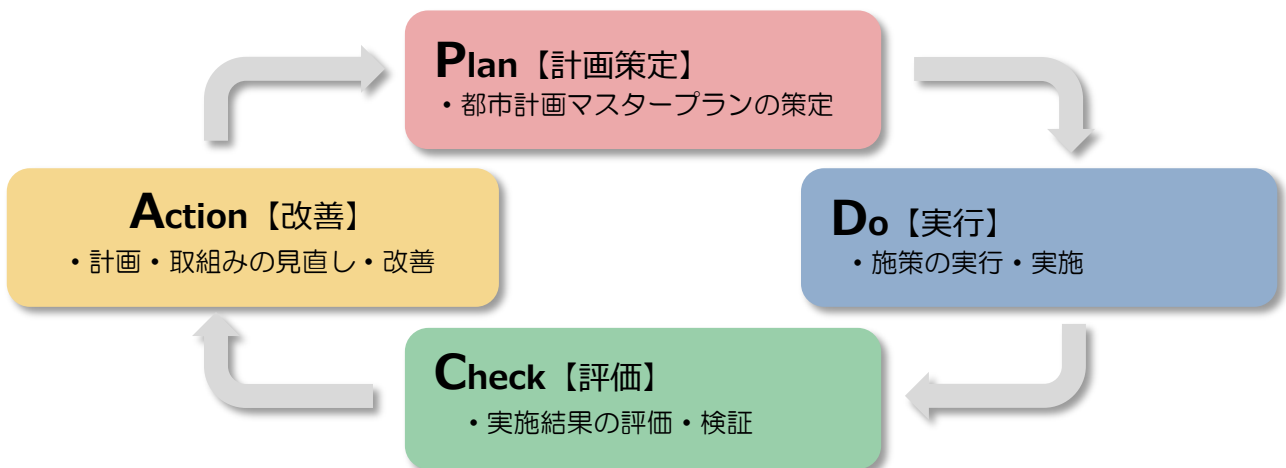 Plan【計画策定】
・都市計画マスタープランの策定
Do【実行】
・施策の実行・実施
Check【評価】
・実施結果の評価・検証
Action【改善】
・計画・取組みの見直し・改善